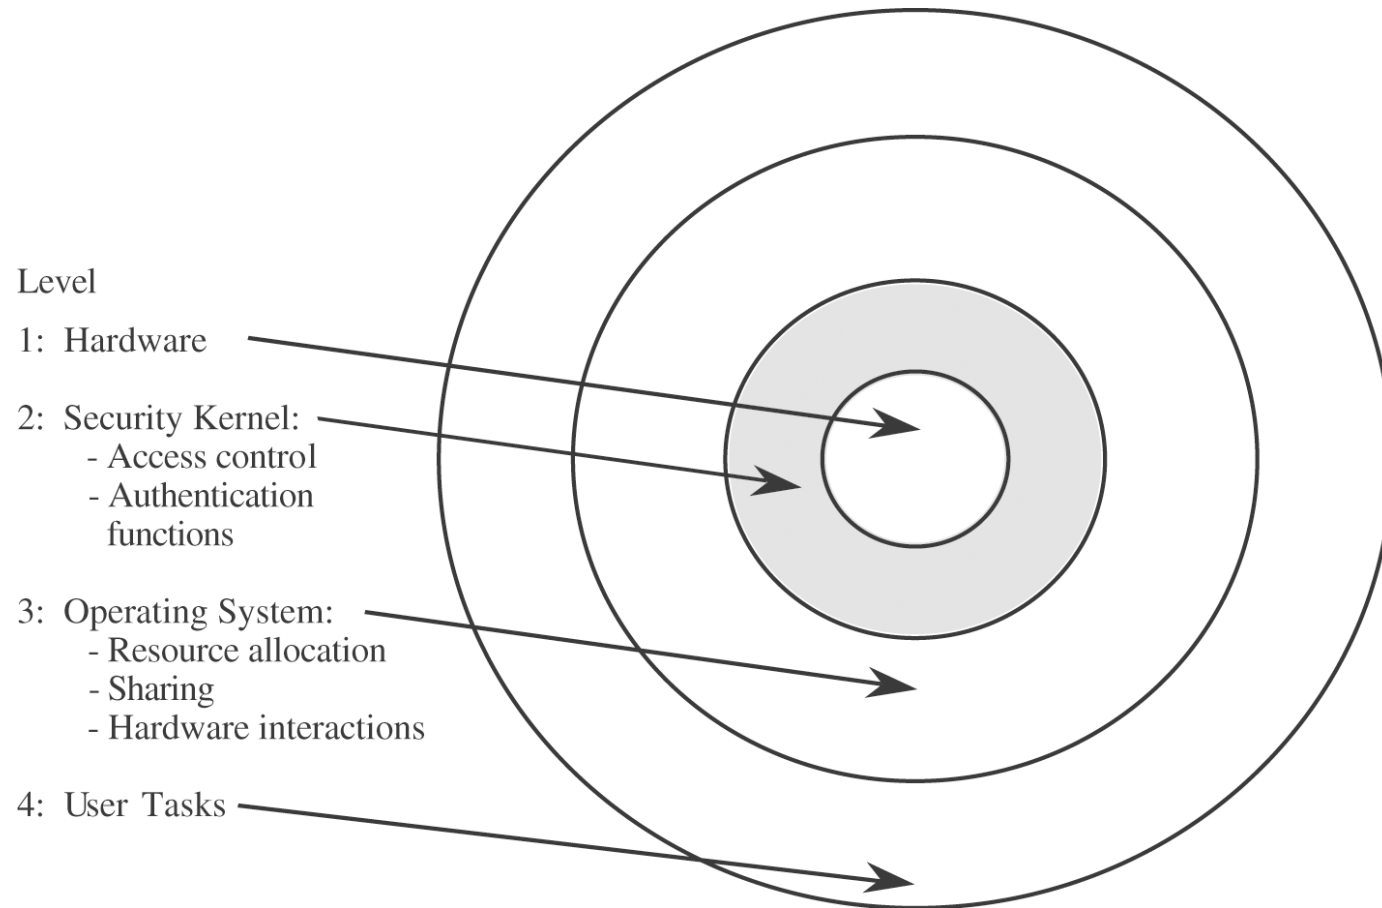 Level
1: Hardware
2: Security Kernel:
- Access control
- Authentication
functions
3: Operating System:
- Resource allocation
- Sharing
- Hardware interactions
4: User Tasks